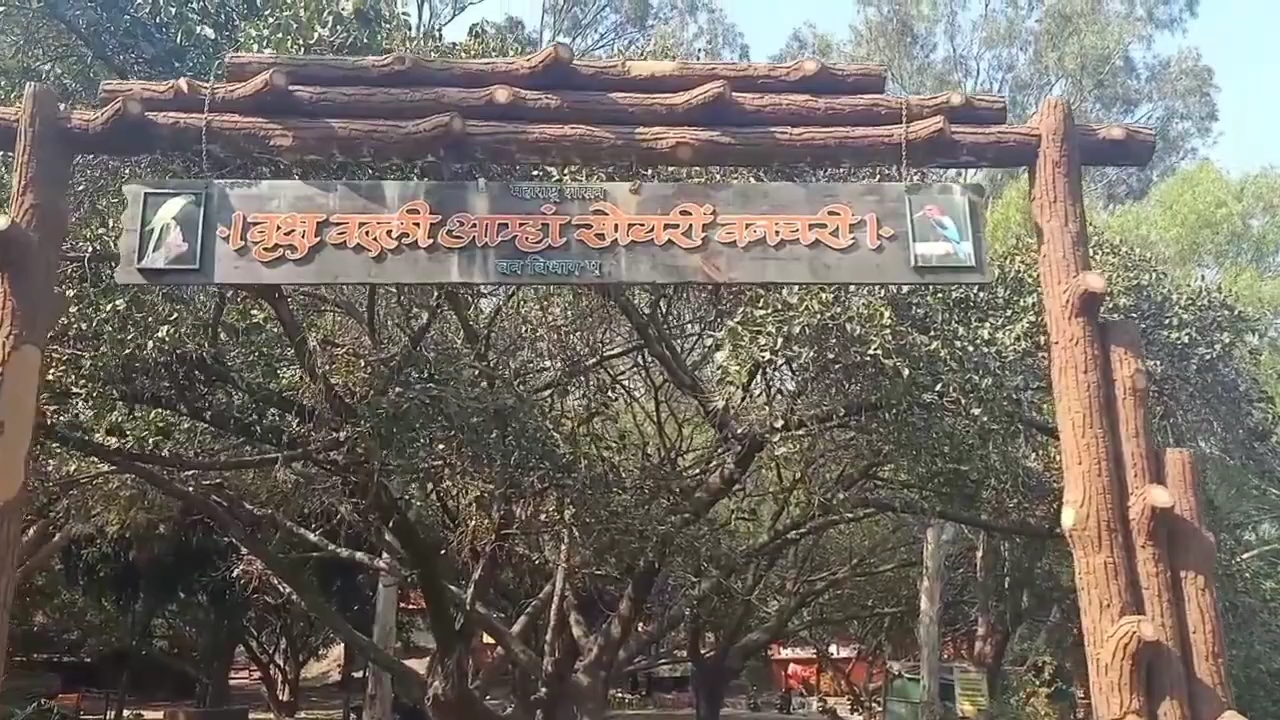 महाराष्ट्र शासन
। वृक्ष वल्ली आम्हां सोयरीं वनचरी ।
वन विभाग